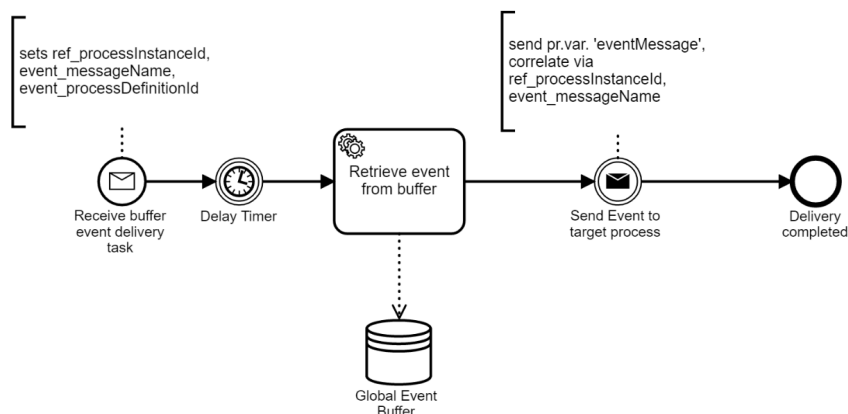 sets ref_processInstanceId,
event_messageName,
event_processDefinitionId
send pr.var. 'eventMessage',
correlate via
ref_processInstanceId,
event_messageName
Receive buffer
event delivery
task
Delay Timer
Retrieve event
from buffer
Send Event to
target process
Delivery
completed
Global Event
Buffer